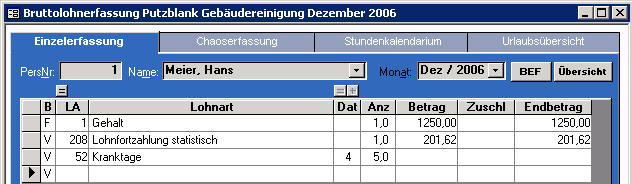 Bruttolohnerfassung Putzblank Gebäudereinigung Dezember 2006
Einzelerfassung Chaoserfassung Stundenkalendarium Urlaubsübersicht
PersNr: 1 Name: Meier, Hans Monat: Dez / 2006 BEF Übersicht
= = +
B LA Lohnart Dat Anz Betrag Zuschl Endbetrag
F 1 Gehalt 1,0 1250,00 1250,00
V 208 Lohnfortzahlung statistisch 1,0 201,62 201,62
V 52 Kranktage 4 5,0
V